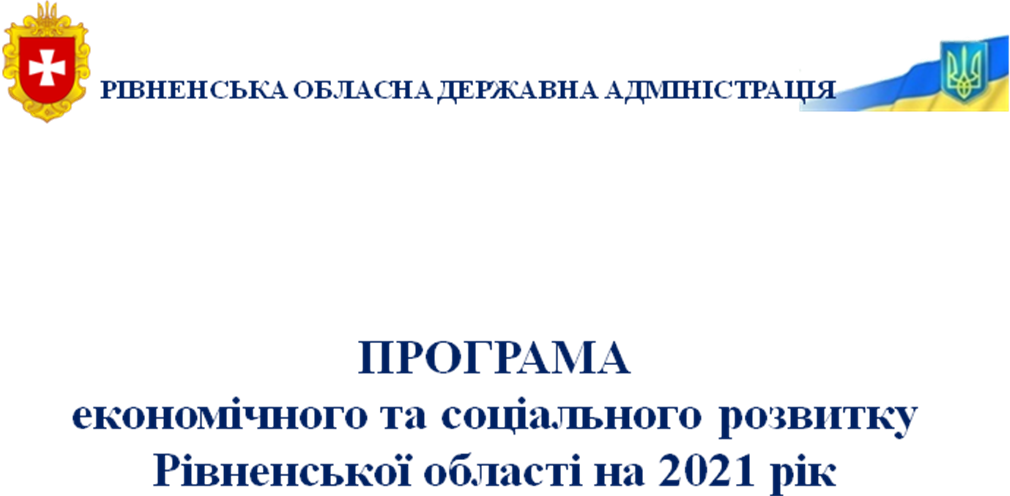 РІВНЕНСЬКА ОБЛАСНА ДЕРЖАВНА АДМІНІСТРАЦІЯ
ПРОГРАМА
економічного та соціального розвитку
Рівненської області на 2021 рік